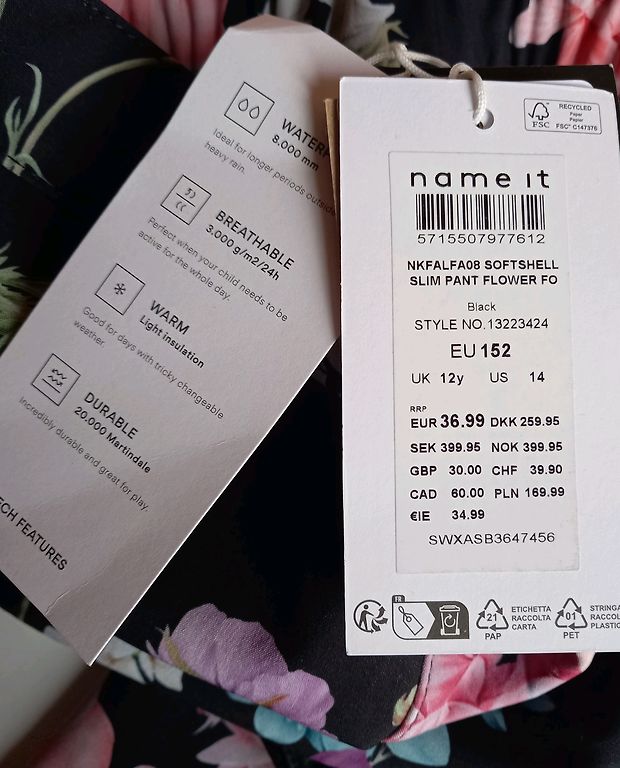 WATERP
8.000 mm
Ideal for longer periods outside
heavy rain.
BREATHABLE
3.000 g/m2/24h
Perfect when your child needs to be
active for the whole day.
WARM
Light insulation
Good for days with tricky changeable
weather.
DURABLE
20.000 Martindale
Incredibly durable and great for play.
ECH FEATURES
FSC
RECYCLED
Paper
Papier
FSC® C147376
name it
5715507977612
NKFALFA08 SOFTSHELL
SLIM PANT FLOWER FO
Black
STYLE NO.13223424
EU 152
UK 12y US 14
RRP
EUR 36.99 DKK 259.95
SEK 399.95 NOK 399.95
GBP 30.00 CHF 39.90
CAD 60.00 PLN 169.99
€IE 34.99
SWXASB3647456
FR
21
PAP
ETICHETTA
RACCOLTA
CARTA
01
PET
STRINGA
RACCOL
PLASTIC